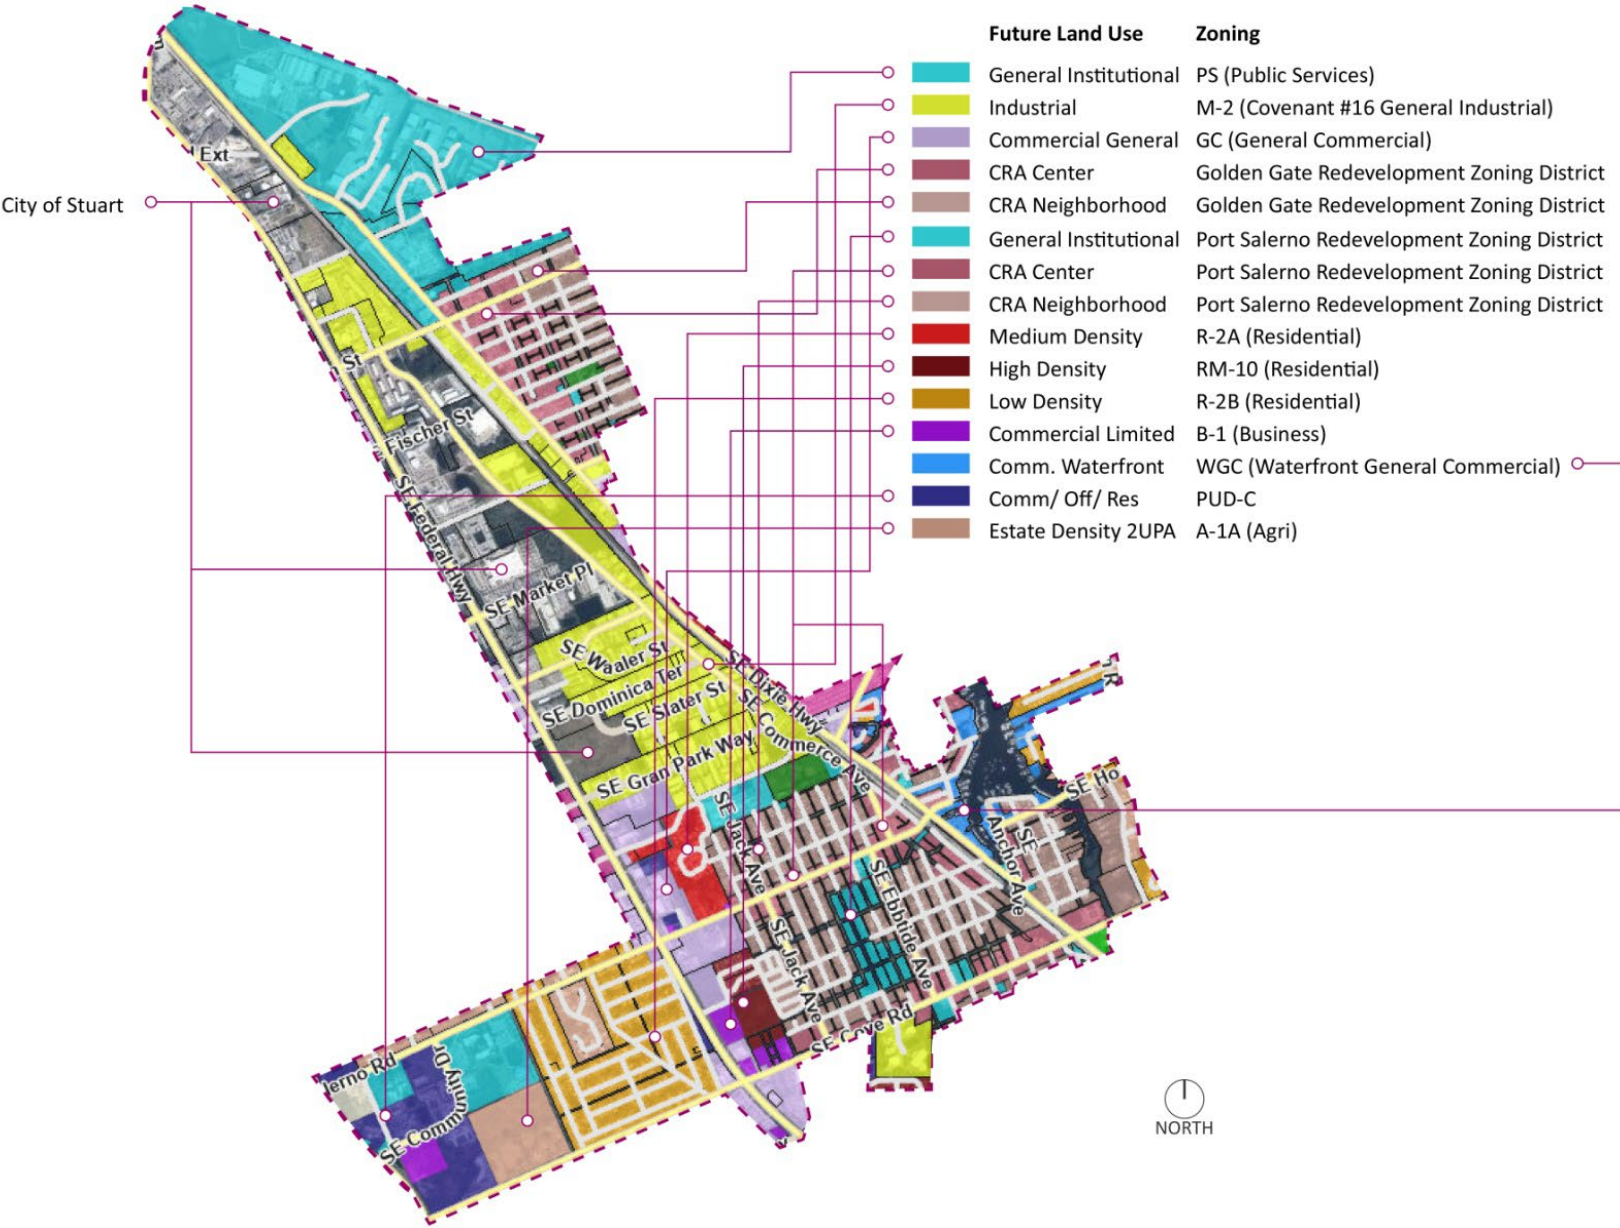 Future Land Use Zoning
General Institutional PS (Public Services)
Industrial M-2 (Covenant #16 General Industrial)
Commercial General GC (General Commercial)
CRA Center Golden Gate Redevelopment Zoning District
CRA Neighborhood Golden Gate Redevelopment Zoning District
General Institutional Port Salerno Redevelopment Zoning District
CRA Center Port Salerno Redevelopment Zoning District
CRA Neighborhood Port Salerno Redevelopment Zoning District
Medium Density R-2A (Residential)
High Density RM-10 (Residential)
Low Density R-2B (Residential)
Commercial Limited B-1 (Business)
Comm. Waterfront WGC (Waterfront General Commercial)
Comm/ Off/ Res PUD-C
Estate Density 2UPA A-1A (Agri)
Ext
City of Stuart
St
Fischer St
SE Federal Hwy
SE Market Pl
SE Waaler St
SE Dominica Ter
SE Slater St
SE Dixie Hwy
SE Commerce Ave
SE Gran Park Way
SE Jack Ave
SE Ho
SE Anchor Ave
SE Ebbtide Ave
SE Jack Ave
SE Cove Rd
lerno Rd
SE Community Dr
NORTH